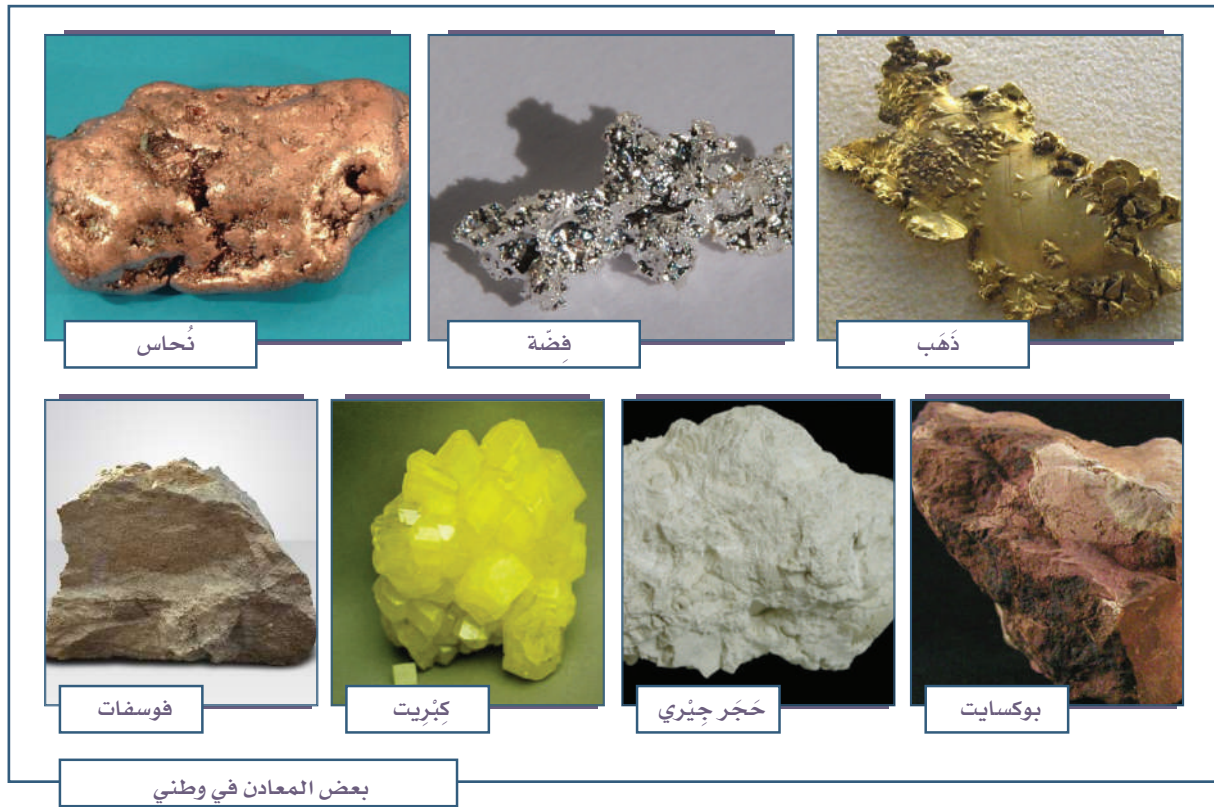 ذَهَب
فِضّة
نُحاس
بوكسايت
حَجَر جِيْري
كِبْرِيت
فوسفات
بعض المعادن في وطني